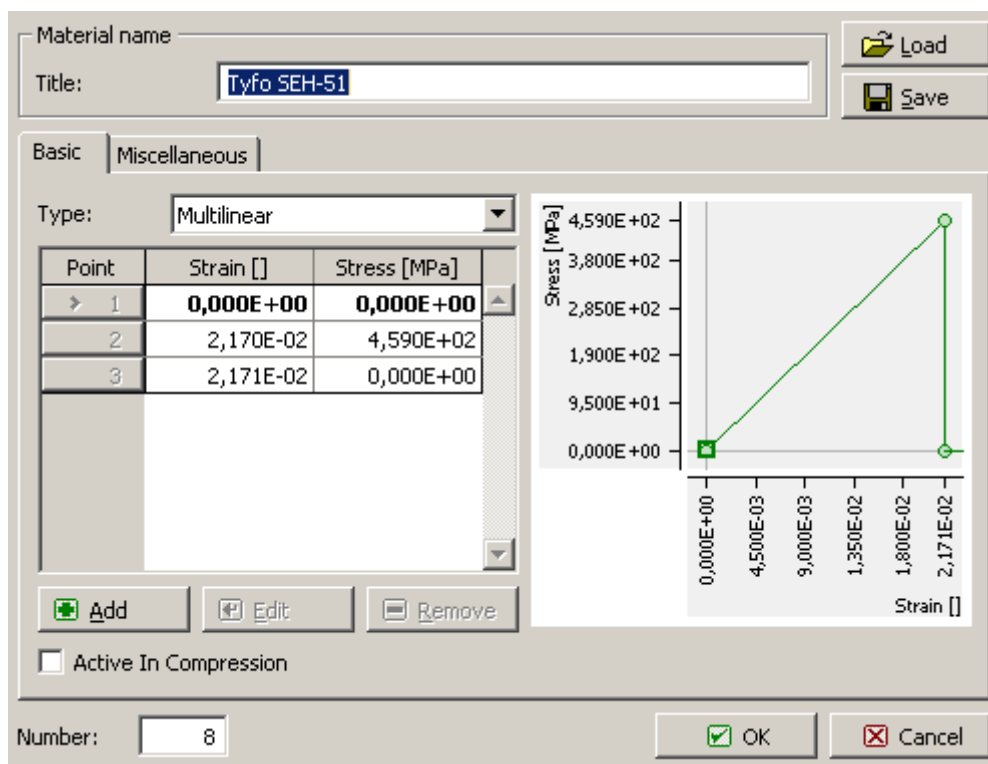 Material name
Load
Title: Tyfo SEH-51
Save
Basic Miscellaneous
Type: Multilinear
Point Strain [] Stress [MPa]
1 0,000E+00 0,000E+00
2 2,170E-02 4,590E+02
3 2,171E-02 0,000E+00
Stress [MPa]
4,590E+02
3,800E+02
2,850E+02
1,900E+02
9,500E+01
0,000E+00
0,000E+00
4,500E-03
9,000E-03
1,350E-02
1,800E-02
2,171E-02
Strain []
Add Edit Remove
Active In Compression
Number: 8 OK Cancel